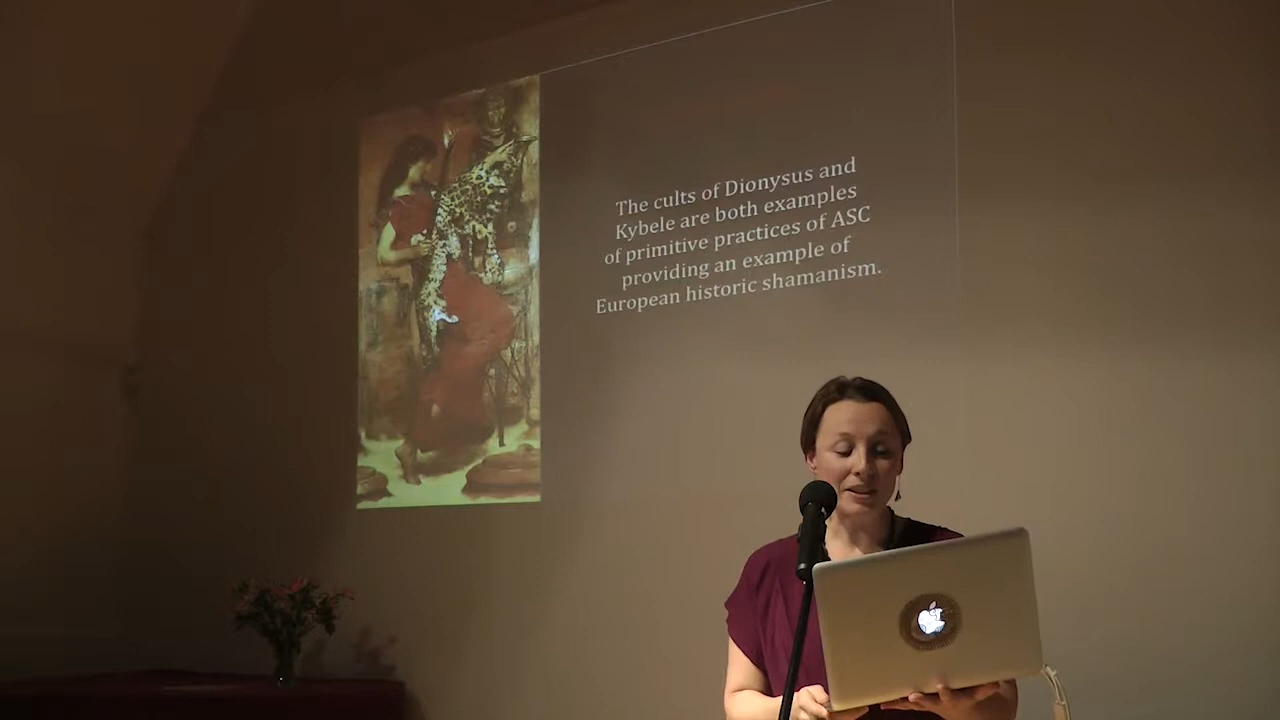 The cults of Dionysus and
Kybele are both examples
of primitive practices of ASC
providing an example of
European historic shamanism.